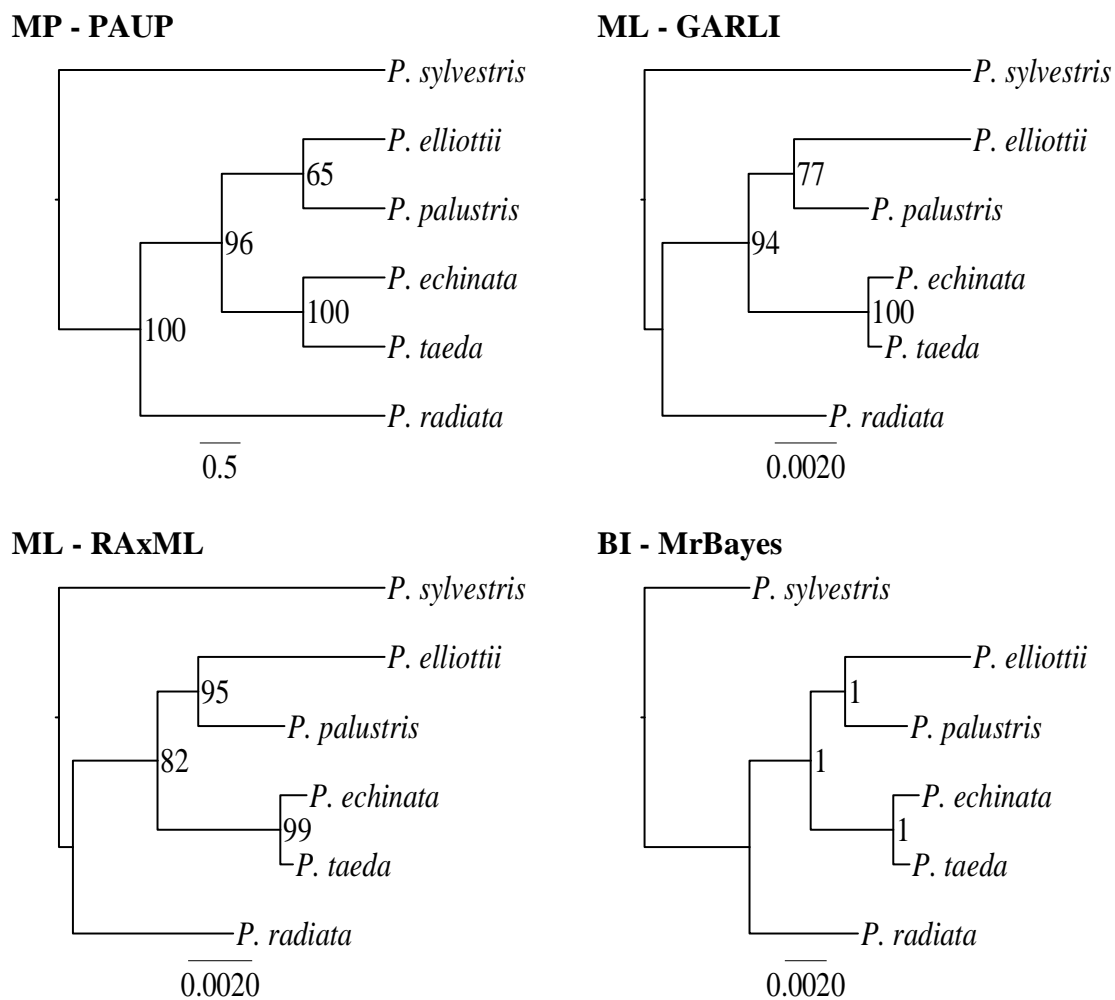 MP - PAUP
P. sylvestris
P. elliottii
65
P. palustris
96
P. echinata
100
100
P. taeda
P. radiata
0.5
ML - GARLI
P. sylvestris
P. elliottii
77
P. palustris
94
P. echinata
100
P. taeda
P. radiata
0.0020
ML - RAxML
P. sylvestris
P. elliottii
95
P. palustris
82
P. echinata
99
P. taeda
P. radiata
0.0020
BI - MrBayes
P. sylvestris
P. elliottii
1
P. palustris
1
P. echinata
1
P. taeda
P. radiata
0.0020